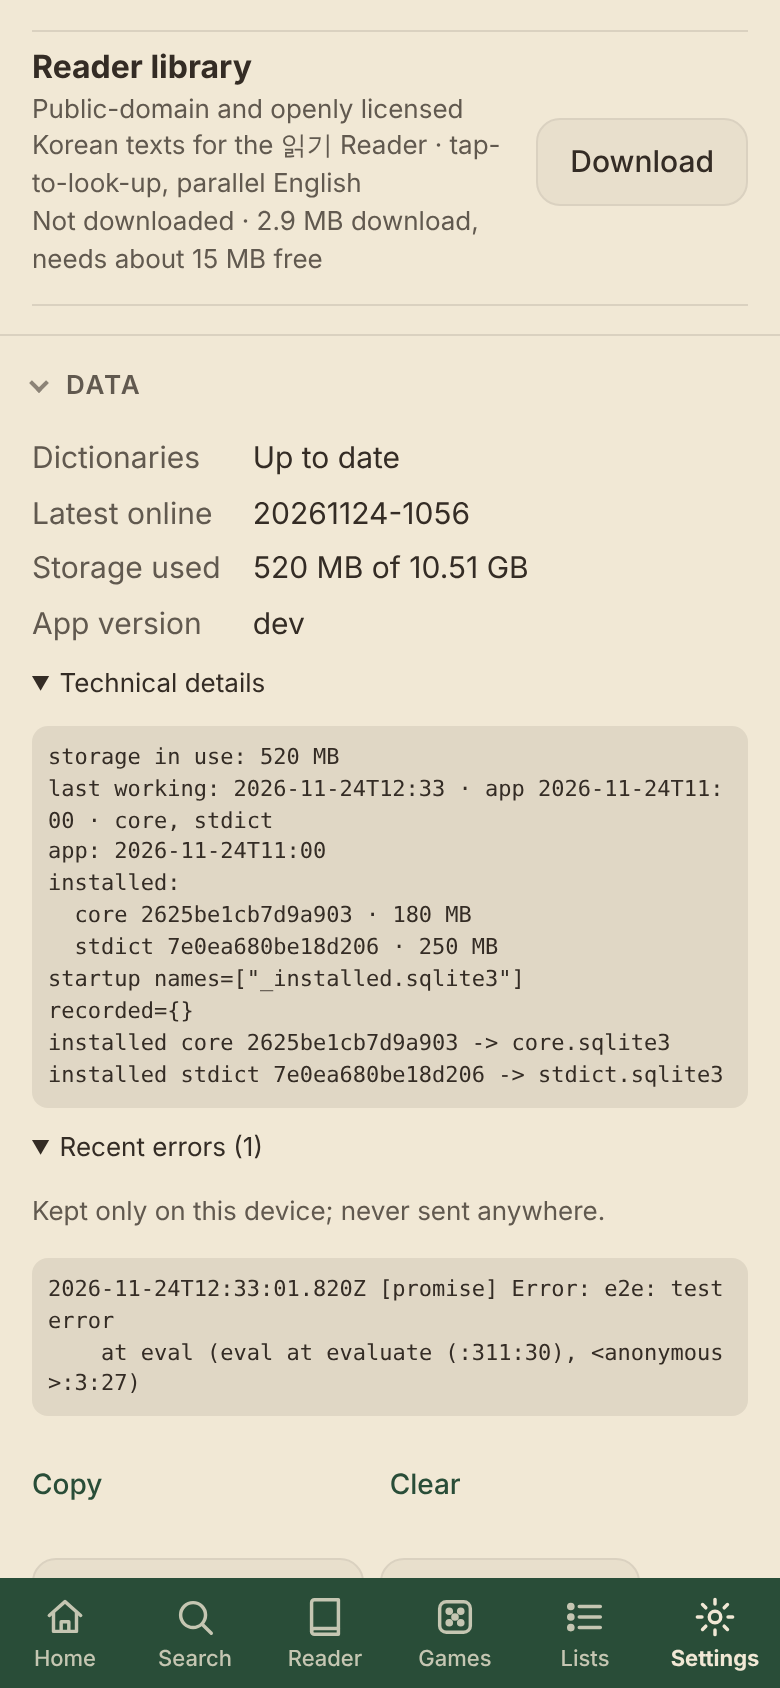 Reader library
Public-domain and openly licensed
Korean texts for the 읽기 Reader · tap-
to-look-up, parallel English
Not downloaded · 2.9 MB download,
needs about 15 MB free
Download
DATA
Dictionaries Up to date
Latest online 20261124-1056
Storage used 520 MB of 10.51 GB
App version dev
Technical details
storage in use: 520 MB
last working: 2026-11-24T12:33 · app 2026-11-24T11:
00 · core, stdict
app: 2026-11-24T11:00
installed:
  core 2625be1cb7d9a903 · 180 MB
  stdict 7e0ea680be18d206 · 250 MB
startup names=["_installed.sqlite3"]
recorded={}
installed core 2625be1cb7d9a903 -> core.sqlite3
installed stdict 7e0ea680be18d206 -> stdict.sqlite3
Recent errors (1)
Kept only on this device; never sent anywhere.
2026-11-24T12:33:01.820Z [promise] Error: e2e: test
error
    at eval (eval at evaluate (:311:30), <anonymous
>:3:27)
Copy Clear
Home Search Reader Games Lists Settings